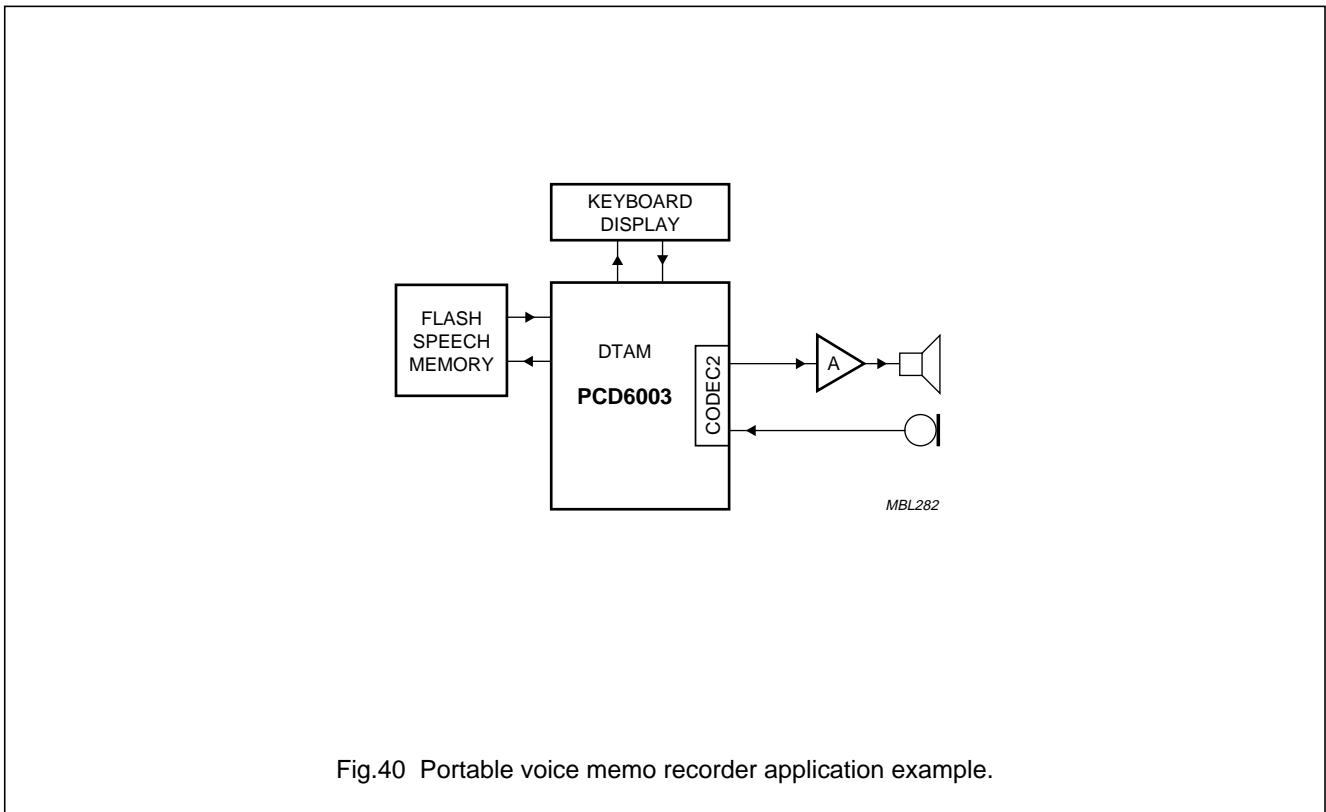 KEYBOARD
DISPLAY
FLASH
SPEECH
MEMORY
DTAM
PCD6003
CODEC2
A
MBL282
Fig.40 Portable voice memo recorder application example.